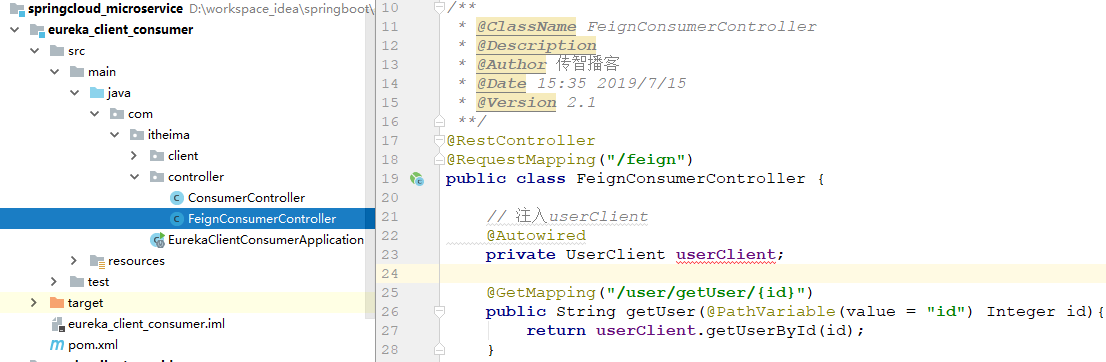 springcloud_microservice D:\workspace_idea\springboot\
eureka_client_consumer
src
main
java
com
itheima
client
controller
ConsumerController
FeignConsumerController
EurekaClientConsumerApplication
resources
test
target
eureka_client_consumer.iml
pom.xml
10 /**
11 * @ClassName FeignConsumerController
12 * @Description
13 * @Author 传智播客
14 * @Date 15:35 2019/7/15
15 * @Version 2.1
16 **/
17 @RestController
18 @RequestMapping("/feign")
19 public class FeignConsumerController {
20
21 // 注入userClient
22 @Autowired
23 private UserClient userClient;
24
25 @GetMapping("/user/getUser/{id}")
26 public String getUser(@PathVariable(value = "id") Integer id){
27 return userClient.getUserById(id);
28 }